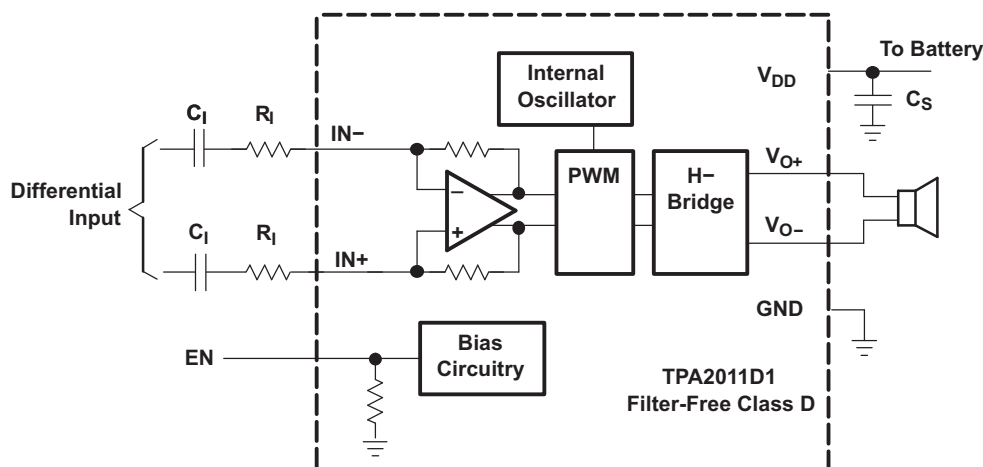 To Battery
Internal
Oscillator
VDD
CS
CI
RI
IN−
Differential
Input
PWM
H−
Bridge
VO+
VO−
−
+
CI
RI
IN+
GND
EN
Bias
Circuitry
TPA2011D1
Filter-Free Class D